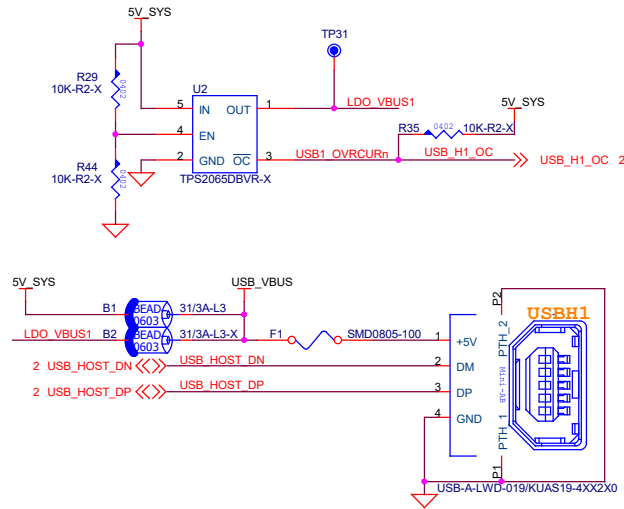 5V_SYS
TP31
R29
10K-R2-X
0402
U2
5 IN OUT 1
LDO_VBUS1
5V_SYS
4 EN
R35 0402 10K-R2-X
R44
10K-R2-X
0402
2 GND OC 3
USB1_OVRCURn
USB_H1_OC
USB_H1_OC 2
TPS2065DBVR-X
5V_SYS
USB_VBUS
B1 BEAD 0603 31/3A-L3
LDO_VBUS1 B2 BEAD 0603 31/3A-L3-X
F1 SMD0805-100
2 USB_HOST_DN USB_HOST_DN
2 USB_HOST_DP USB_HOST_DP
1 +5V
2 DM
3 DP
4 GND
P2
PTH_2
USBH1
Mini-AB
PTH_1
P1
USB-A-LWD-019/KUAS19-4XX2X0